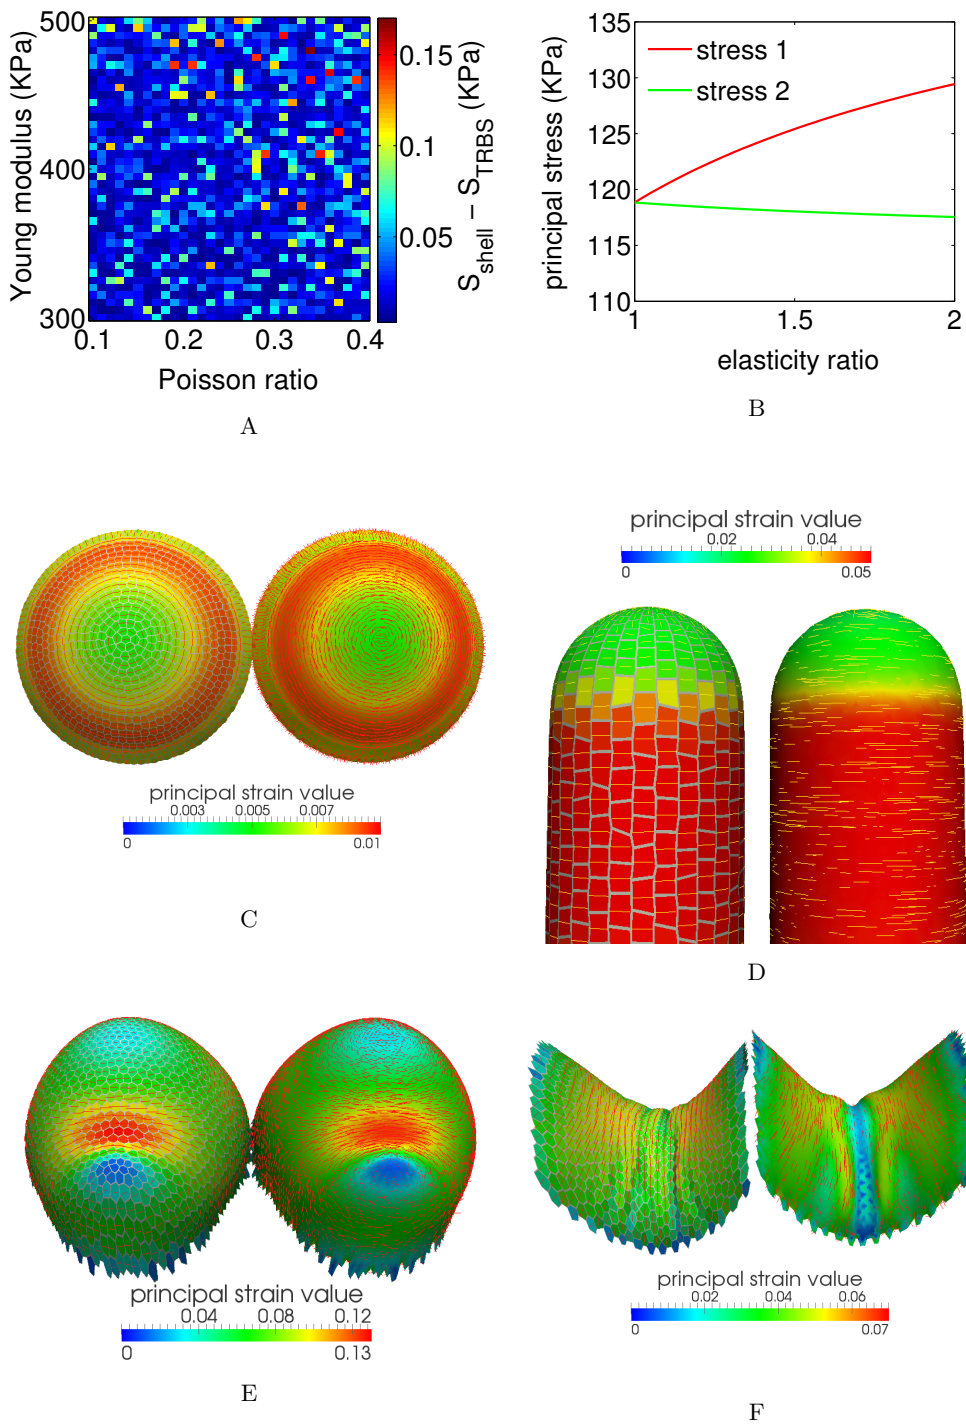 500
400
300
0.1
0.2
0.3
0.4
Young modulus (KPa)
Poisson ratio
0.15
0.1
0.05
S_shell − S_TRBS (KPa)
A
135
130
125
120
115
110
1
1.5
2
principal stress (KPa)
elasticity ratio
stress 1
stress 2
B
principal strain value
0.003 0.005 0.007
0 0.01
C
principal strain value
0.02 0.04
0 0.05
D
principal strain value
0.04 0.08 0.12
0 0.13
E
principal strain value
0.02 0.04 0.06
0 0.07
F